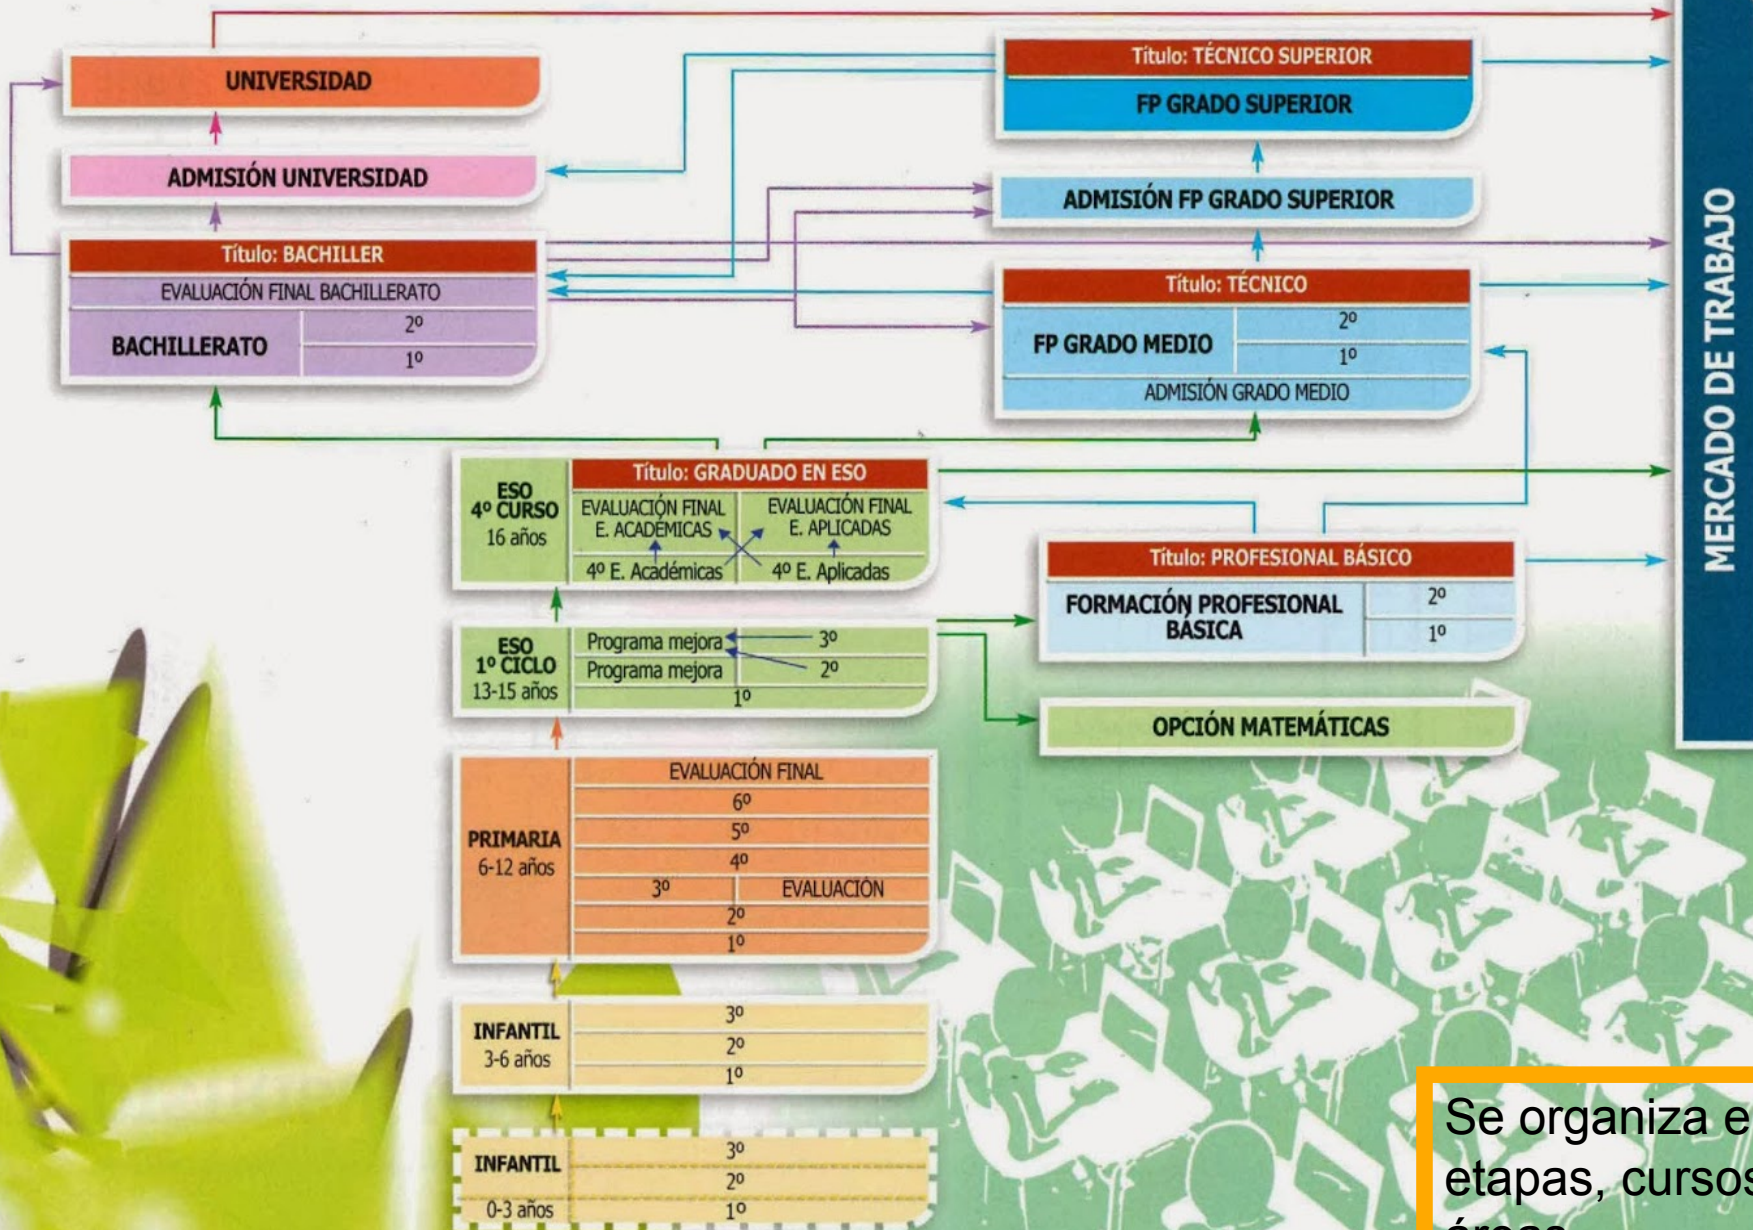 UNIVERSIDAD
ADMISIÓN UNIVERSIDAD
Título: BACHILLER
EVALUACIÓN FINAL BACHILLERATO
BACHILLERATO
2º
1º
Título: TÉCNICO SUPERIOR
FP GRADO SUPERIOR
ADMISIÓN FP GRADO SUPERIOR
Título: TÉCNICO
FP GRADO MEDIO
2º
1º
ADMISIÓN GRADO MEDIO
MERCADO DE TRABAJO
ESO
4º CURSO
16 años
Título: GRADUADO EN ESO
EVALUACIÓN FINAL
E. ACADÉMICAS
EVALUACIÓN FINAL
E. APLICADAS
4º E. Académicas
4º E. Aplicadas
Título: PROFESIONAL BÁSICO
FORMACIÓN PROFESIONAL
BÁSICA
2º
1º
ESO
1º CICLO
13-15 años
Programa mejora
3º
Programa mejora
2º
1º
OPCIÓN MATEMÁTICAS
PRIMARIA
6-12 años
EVALUACIÓN FINAL
6º
5º
4º
3º
EVALUACIÓN
2º
1º
INFANTIL
3-6 años
3º
2º
1º
INFANTIL
0-3 años
3º
2º
1º
Se organiza e
etapas, cursos